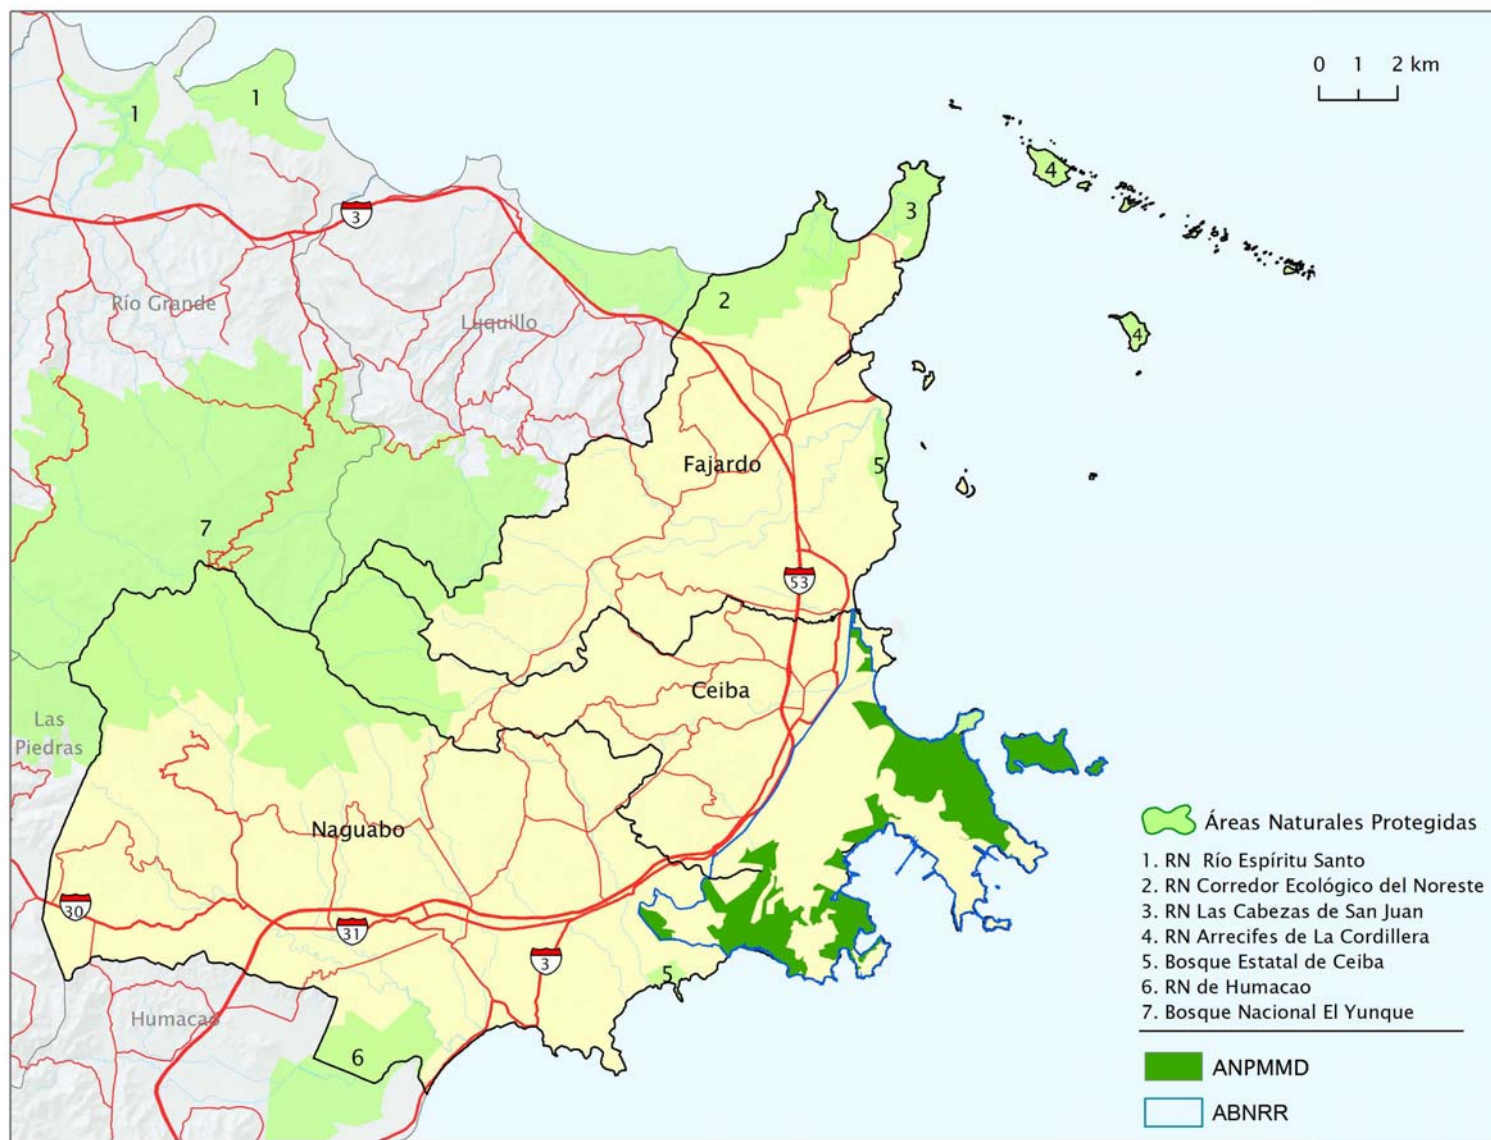 0 1 2 km
1
1
3
4
3
2
4
Río Grande
Luquillo
Fajardo
5
7
53
Ceiba
Las
Piedras
Naguabo
30
31
3
5
Humacao
6
Áreas Naturales Protegidas
1. RN Río Espíritu Santo
2. RN Corredor Ecológico del Noreste
3. RN Las Cabezas de San Juan
4. RN Arrecifes de La Cordillera
5. Bosque Estatal de Ceiba
6. RN de Humacao
7. Bosque Nacional El Yunque
ANPMMD
ABNRR